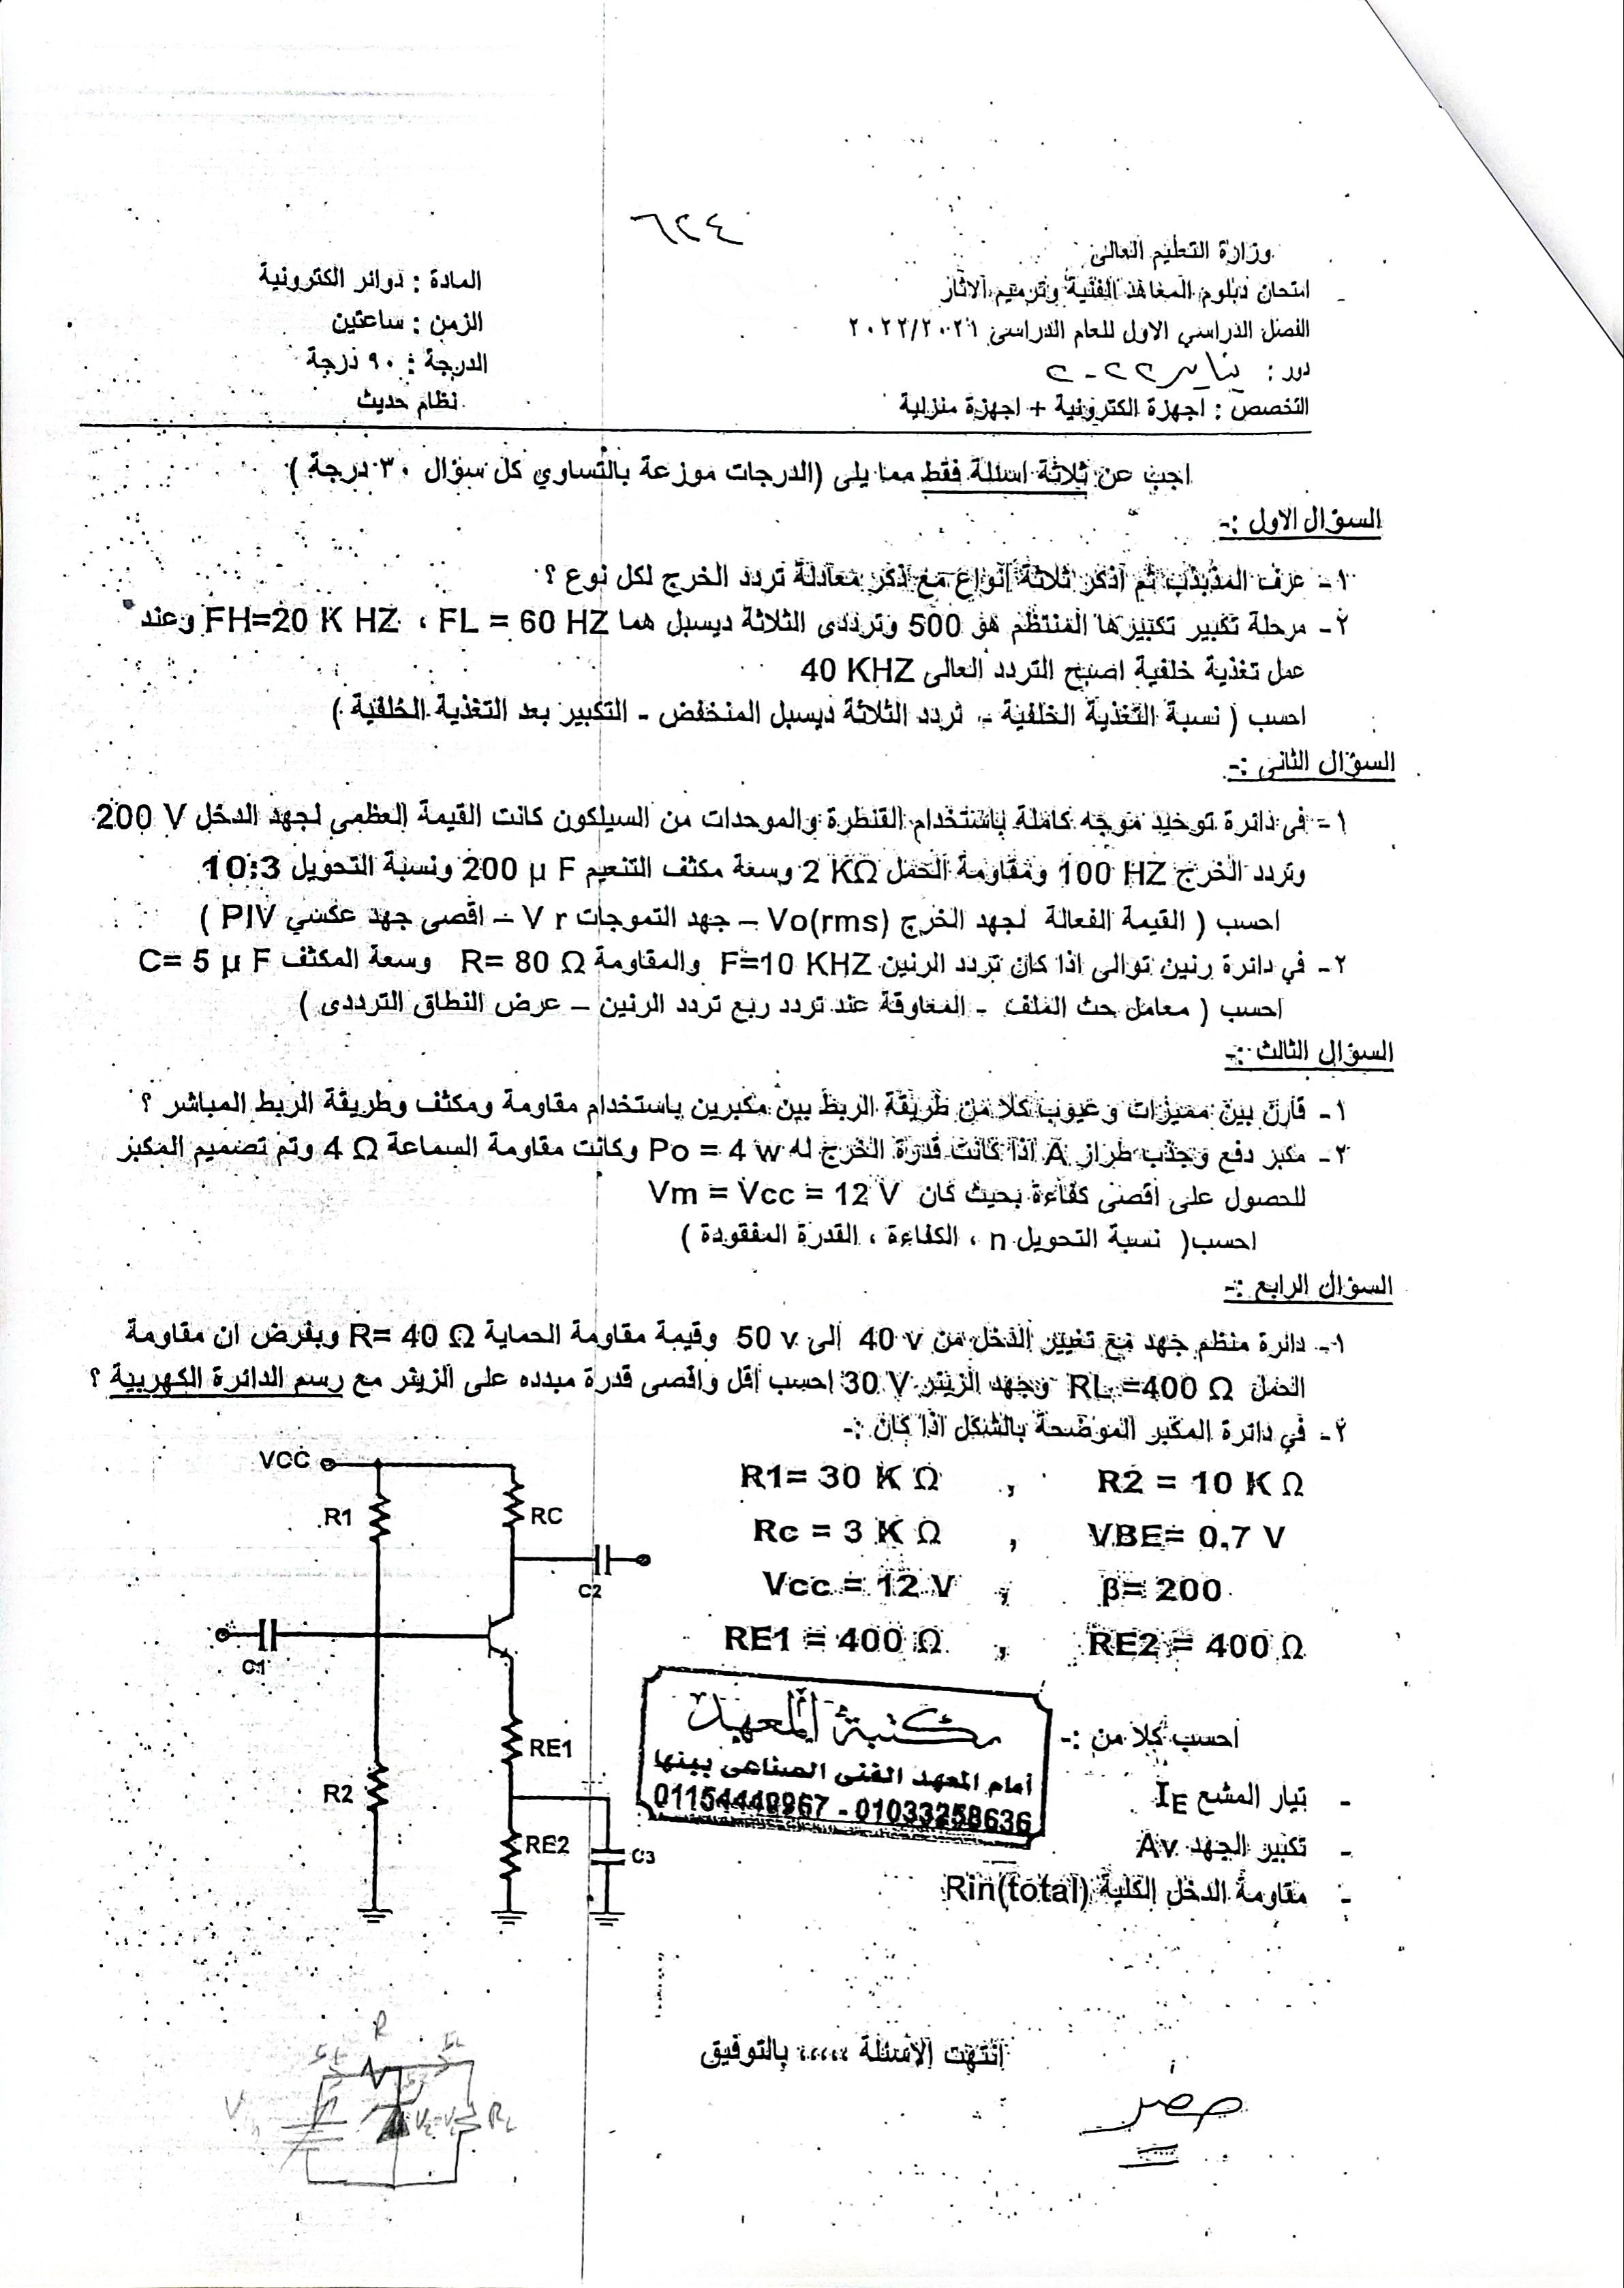 ٦٢٤
وزارة التعليم العالى
امتحان دبلوم المعاهد الفنية وترميم الاثار
الفصل الدراسي الاول للعام الدراسى ٢٠٢٢/٢٠٢١
دور : يناير ٢٠٢٢
التخصص : اجهزة الكترونية + اجهزة منزلية
المادة : دوائر الكترونية
الزمن : ساعتين
الدرجة : ٩٠ درجة
نظام حديث
اجب عن ثلاثة اسئلة فقط مما يلى (الدرجات موزعة بالتساوي كل سؤال ٣٠ درجة)
السؤال الاول :-
١- عرف المذبذب ثم اذكر ثلاثة انواع مع ذكر معادلة تردد الخرج لكل نوع ؟
٢- مرحلة تكبير تكبيرها المنتظم هو 500 وترددى الثلاثة ديسبل هما FH=20 K HZ ، FL = 60 HZ وعند
عمل تغذية خلفية اصبح التردد العالى 40 KHZ
احسب ( نسبة التغذية الخلفية - تردد الثلاثة ديسبل المنخفض - التكبير بعد التغذية الخلفية )
السؤال الثانى :-
١- فى دائرة توحيد موجه كاملة باستخدام القنطرة والموحدات من السيلكون كانت القيمة العظمى لجهد الدخل 200 V
وتردد الخرج 100 HZ ومقاومة الحمل 2 KΩ وسعة مكثف التنعيم 200 µ F ونسبة التحويل 10:3
احسب ( القيمة الفعالة لجهد الخرج Vo(rms) – جهد التموجات V r – اقصى جهد عكسي PIV )
٢- في دائرة رنين توالى اذا كان تردد الرنين F=10 KHZ والمقاومة R= 80 Ω وسعة المكثف C= 5 µ F
احسب ( معامل حث الملف - المعاوقة عند تردد ربع تردد الرنين – عرض النطاق الترددى )
السؤال الثالث :-
١- قارن بين مميزات وعيوب كلا من طريقة الربط بين مكبرين باستخدام مقاومة ومكثف وطريقة الربط المباشر ؟
٢- مكبر دفع وجذب طراز A اذا كانت قدرة الخرج له Po = 4 w وكانت مقاومة السماعة 4 Ω وتم تصميم المكبر
للحصول على اقصى كفاءة بحيث كان Vm = Vcc = 12 V
احسب( نسبة التحويل n ، الكفاءة ، القدرة المفقودة )
السؤال الرابع :-
١- دائرة منظم جهد مع تغيير الدخل من 40 v الى 50 v وقيمة مقاومة الحماية R= 40 Ω وبفرض ان مقاومة
الحمل RL =400 Ω وجهد الزينر 30 V احسب اقل واقصى قدرة مبدده على الزينر مع رسم الدائرة الكهربية ؟
٢- في دائرة المكبر الموضحة بالشكل اذا كان :-
R1= 30 K Ω , R2 = 10 K Ω
Rc = 3 K Ω , VBE= 0.7 V
Vcc = 12 V , β= 200
RE1 = 400 Ω , RE2 = 400 Ω
VCC
R1
RC
C2
C1
RE1
R2
RE2
C3
مكتبة المعهد
أمام المعهد الفنى الصناعى ببنها
01154449967 - 01033258636
احسب كلا من :-
- تيار المشع IE
- تكبير الجهد Av
- مقاومة الدخل الكلية Rin(total)
انتهت الاسئلة ،،،،، بالتوفيق
R
RL